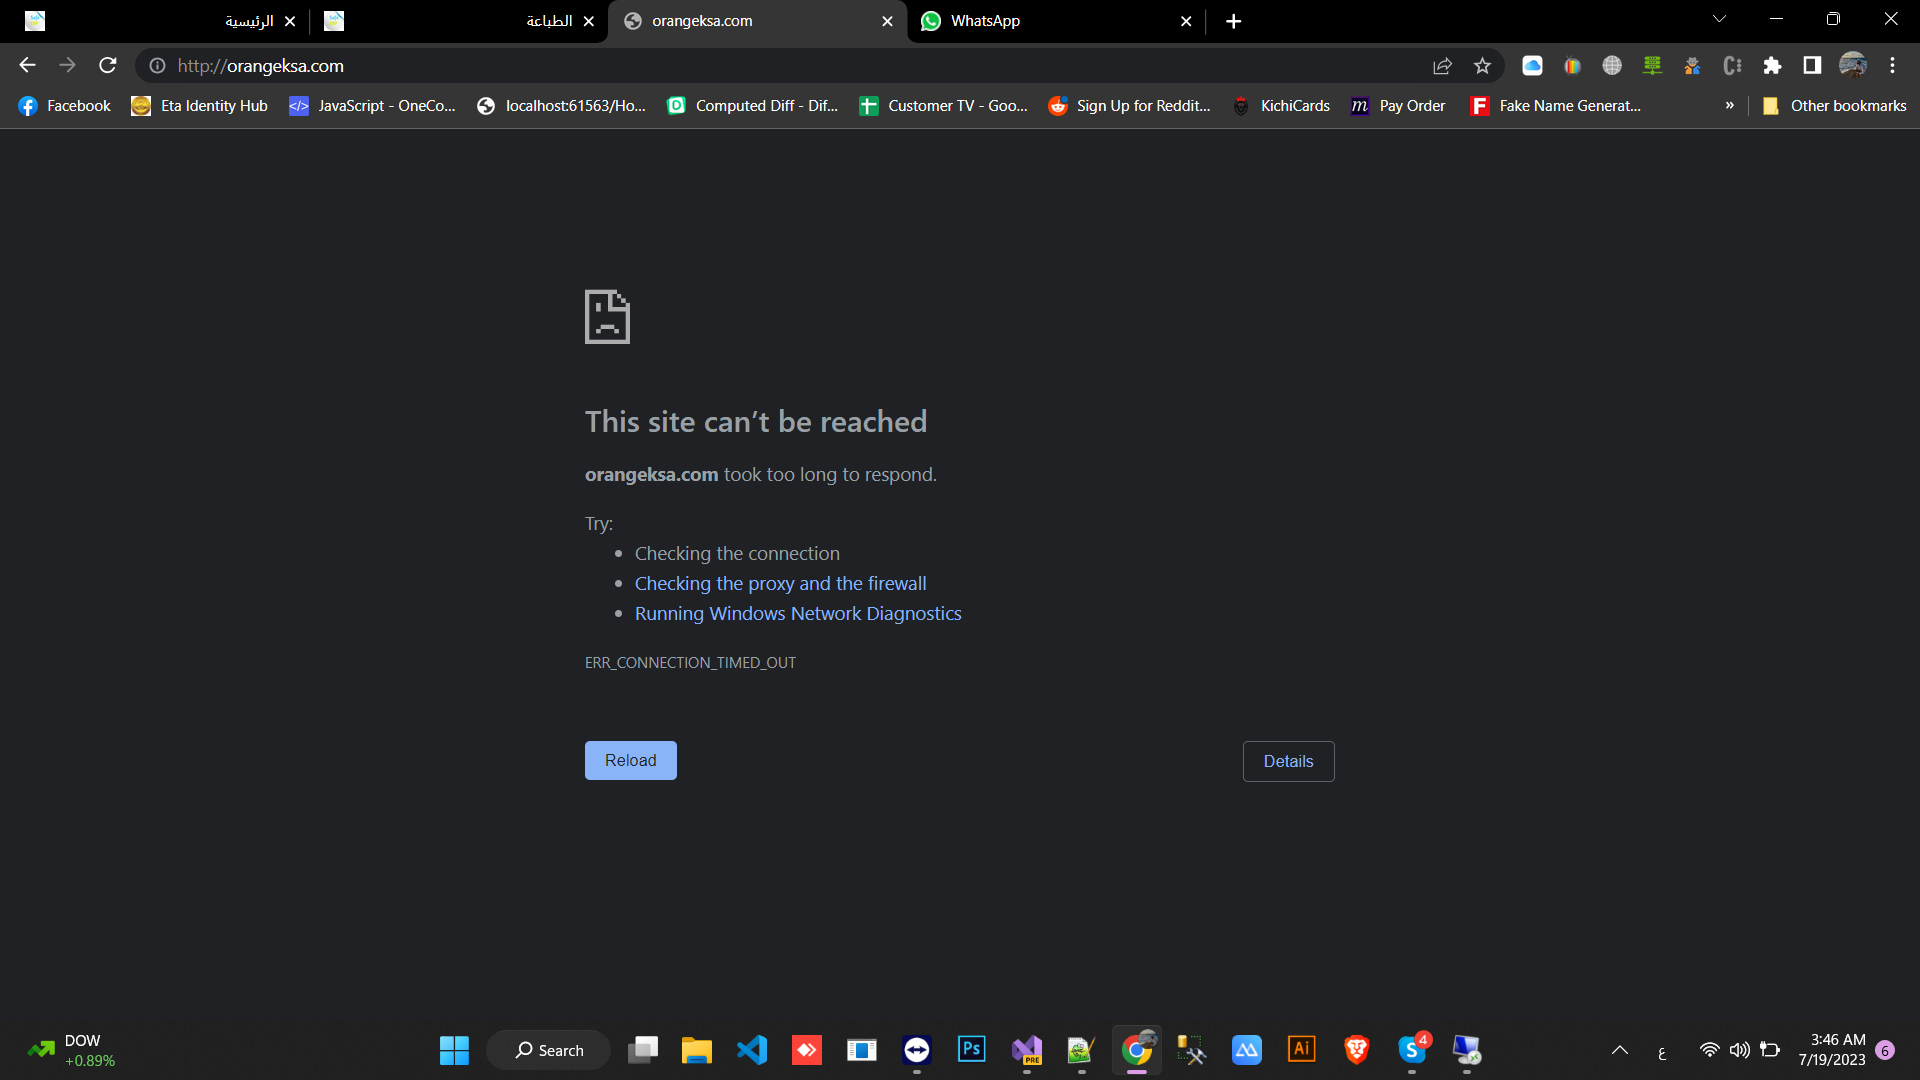 الرئيسية
الطباعة
orangeksa.com
WhatsApp
http://orangeksa.com
Facebook
Eta Identity Hub
JavaScript - OneCo...
localhost:61563/Ho...
Computed Diff - Dif...
Customer TV - Goo...
Sign Up for Reddit...
KichiCards
Pay Order
Fake Name Generat...
»
Other bookmarks
This site can’t be reached
orangeksa.com took too long to respond.
Try:
• Checking the connection
• Checking the proxy and the firewall
• Running Windows Network Diagnostics
ERR_CONNECTION_TIMED_OUT
Reload
Details
DOW
+0.89%
Search
Ps
PRE
Ai
4
ع
3:46 AM
7/19/2023
6